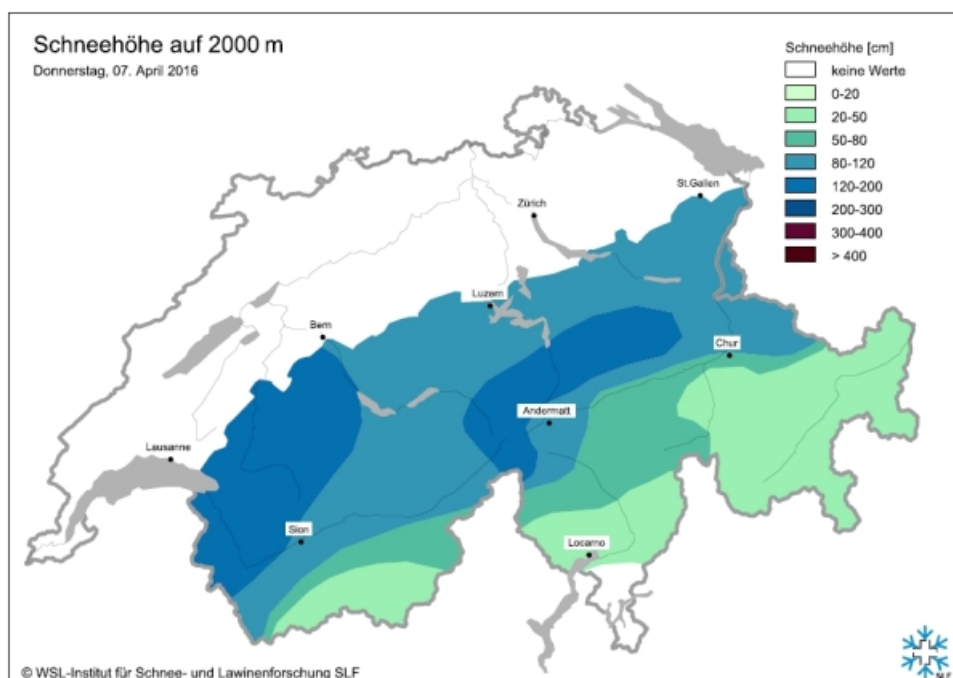 Schneehöhe auf 2000 m
Donnerstag, 07. April 2016
Schneehöhe [cm]
keine Werte
0-20
20-50
50-80
80-120
120-200
200-300
300-400
> 400
St.Gallen
Zürich
Luzern
Bern
Chur
Andermatt
Lausanne
Sion
Locarno
© WSL-Institut für Schnee- und Lawinenforschung SLF
SLF